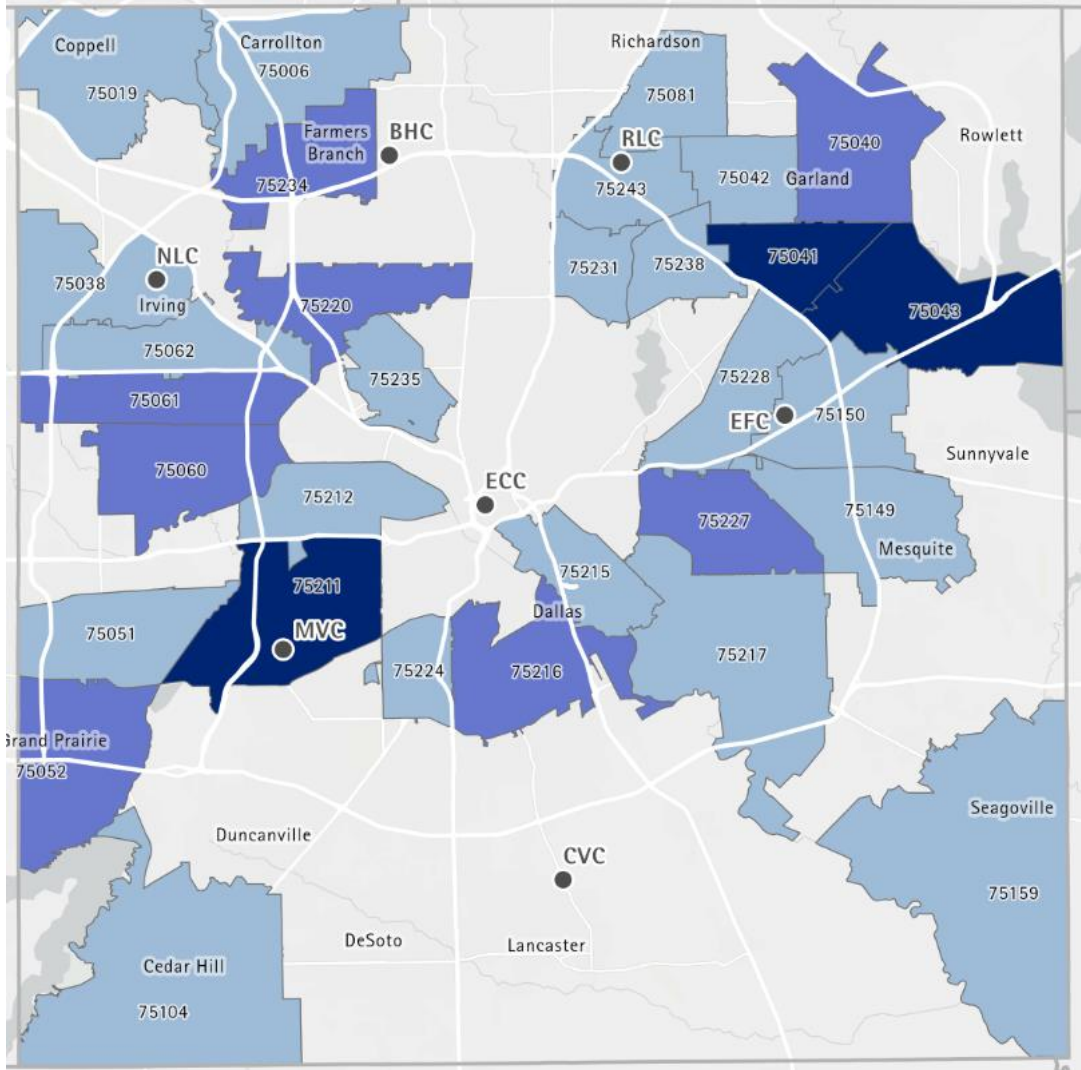 Coppell
Carrollton
75006
75019
Richardson
75081
Farmers
Branch
BHC
RLC
75040
Rowlett
75234
75243
75042
Garland
NLC
75038
Irving
75231
75238
75041
75220
75043
75062
75235
75228
75061
EFC
75150
75060
Sunnyvale
75212
ECC
75227
75149
Mesquite
75211
75215
Dallas
75051
MVC
75224
75216
75217
Grand Prairie
75052
Duncanville
Seagoville
CVC
75159
DeSoto
Lancaster
Cedar Hill
75104